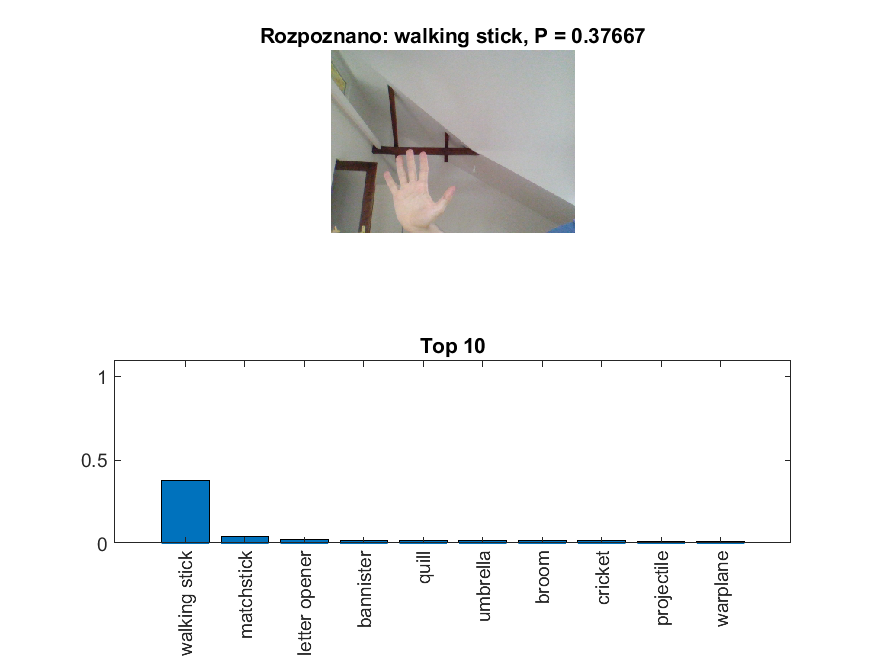 Rozpoznano: walking stick, P = 0.37667
Top 10
1
0.5
0
walking stick
matchstick
letter opener
bannister
quill
umbrella
broom
cricket
projectile
warplane